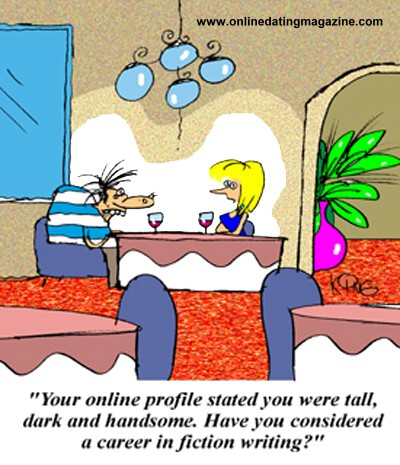 www.onlinedatingmagazine.com
"Your online profile stated you were tall,
dark and handsome. Have you considered
a career in fiction writing?"